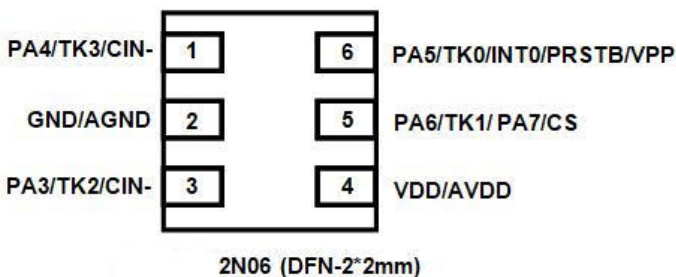 PA4/TK3/CIN- 1 6 PA5/TK0/INT0/PRSTB/VPP
GND/AGND 2 5 PA6/TK1/ PA7/CS
PA3/TK2/CIN- 3 4 VDD/AVDD
2N06 (DFN-2*2mm)